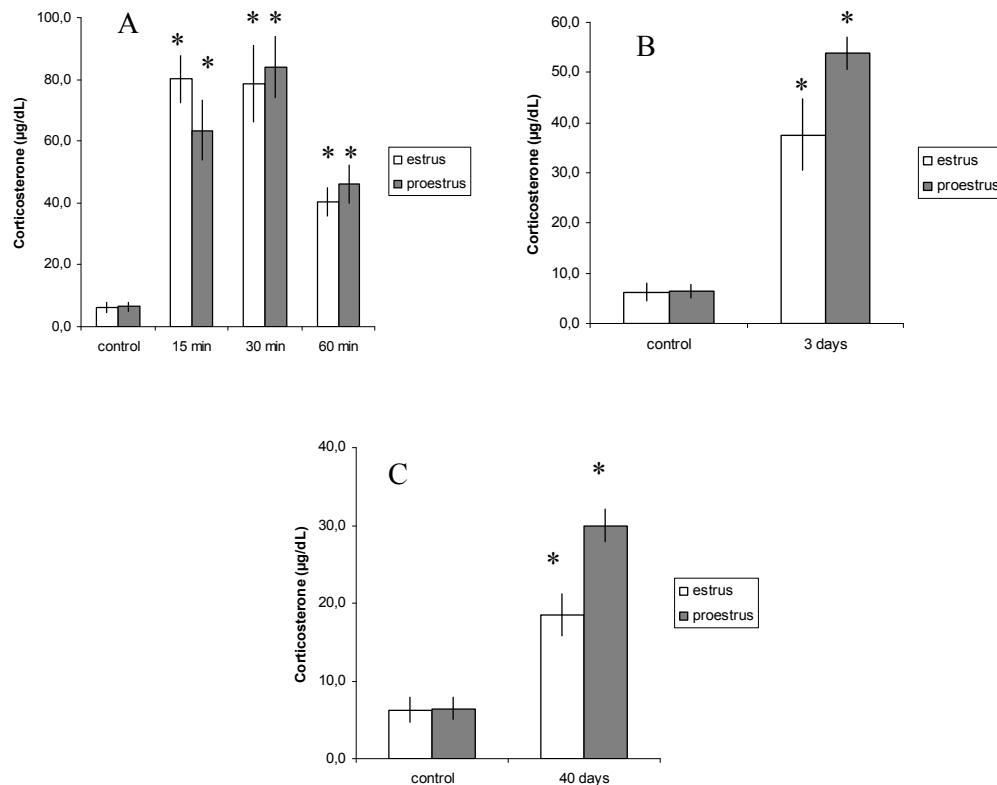 A
100,0
80,0
60,0
40,0
20,0
0,0
Corticosterone (µg/dL)
* * * * * *
control 15 min 30 min 60 min
estrus
proestrus
B
60,0
50,0
40,0
30,0
20,0
10,0
0,0
Corticosterone (µg/dL)
* *
control 3 days
estrus
proestrus
C
40,0
30,0
20,0
10,0
0,0
Corticosterone (µg/dL)
* *
control 40 days
estrus
proestrus